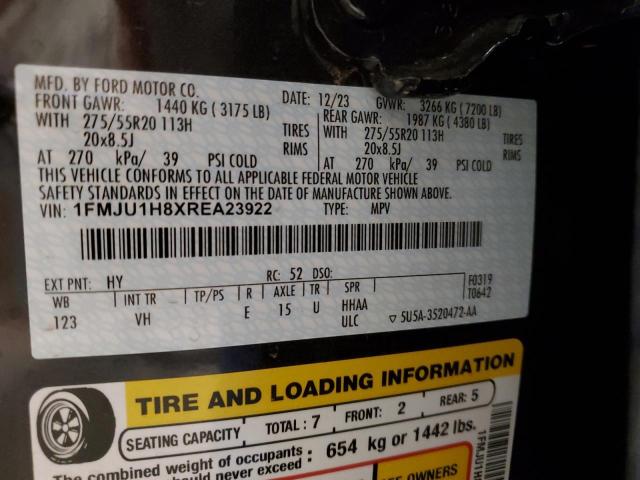 MFD. BY FORD MOTOR CO.
DATE: 12/23 GVWR: 3266 KG (7200 LB)
FRONT GAWR: 1440 KG (3175 LB) REAR GAWR: 1987 KG (4380 LB)
WITH 275/55R20 113H TIRES WITH 275/55R20 113H TIRES
20x8.5J RIMS 20x8.5J RIMS
AT 270 kPa/ 39 PSI COLD AT 270 kPa/ 39 PSI COLD
THIS VEHICLE CONFORMS TO ALL APPLICABLE FEDERAL MOTOR VEHICLE
SAFETY STANDARDS IN EFFECT ON THE DATE OF MANUFACTURE SHOWN ABOVE.
VIN: 1FMJU1H8XREA23922 TYPE: MPV
EXT PNT: HY RC: 52 DSO:
WB INT TR TP/PS R AXLE TR SPR
123 VH E 15 U HHAA
ULC
F0319
T0642
▽ 5U5A-3520472-AA
TIRE AND LOADING INFORMATION
SEATING CAPACITY TOTAL: 7 FRONT: 2 REAR: 5
The combined weight of occupants
should never exceed : 654 kg or 1442 lbs.
OWNERS
1FMJU1H